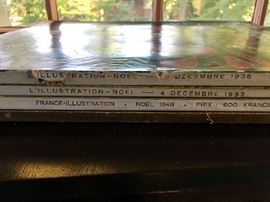 L'ILLUSTRATION-NOËL — DÉCEMBRE 1936
L'ILLUSTRATION-NOËL — 4 DÉCEMBRE 1937
FRANCE-ILLUSTRATION • NOËL 1948 • PRIX : 600 FRANCS